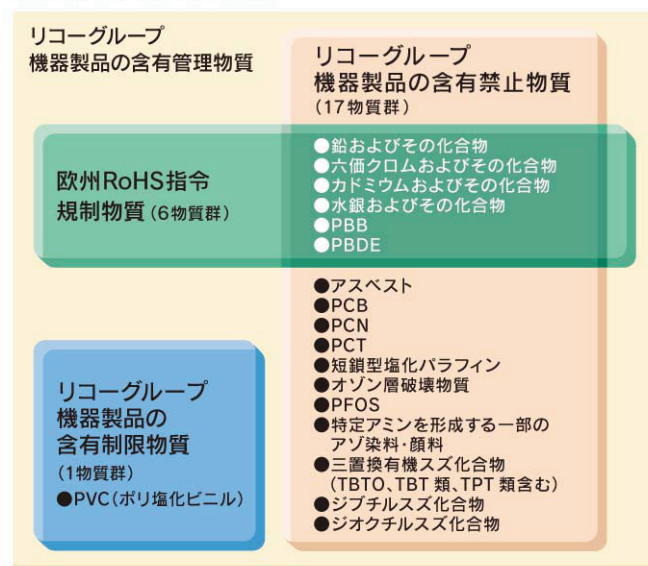 リコーグループ
機器製品の含有管理物質
リコーグループ
機器製品の含有禁止物質
(17物質群)
欧州RoHS指令
規制物質(6物質群)
●鉛およびその化合物
●六価クロムおよびその化合物
●カドミウムおよびその化合物
●水銀およびその化合物
●PBB
●PBDE
●アスベスト
●PCB
●PCN
●PCT
●短鎖型塩化パラフィン
●オゾン層破壊物質
●PFOS
●特定アミンを形成する一部の
アゾ染料・顔料
●三置換有機スズ化合物
(TBTO、TBT類、TPT類含む)
●ジブチルスズ化合物
●ジオクチルスズ化合物
リコーグループ
機器製品の
含有制限物質
(1物質群)
●PVC(ポリ塩化ビニル)